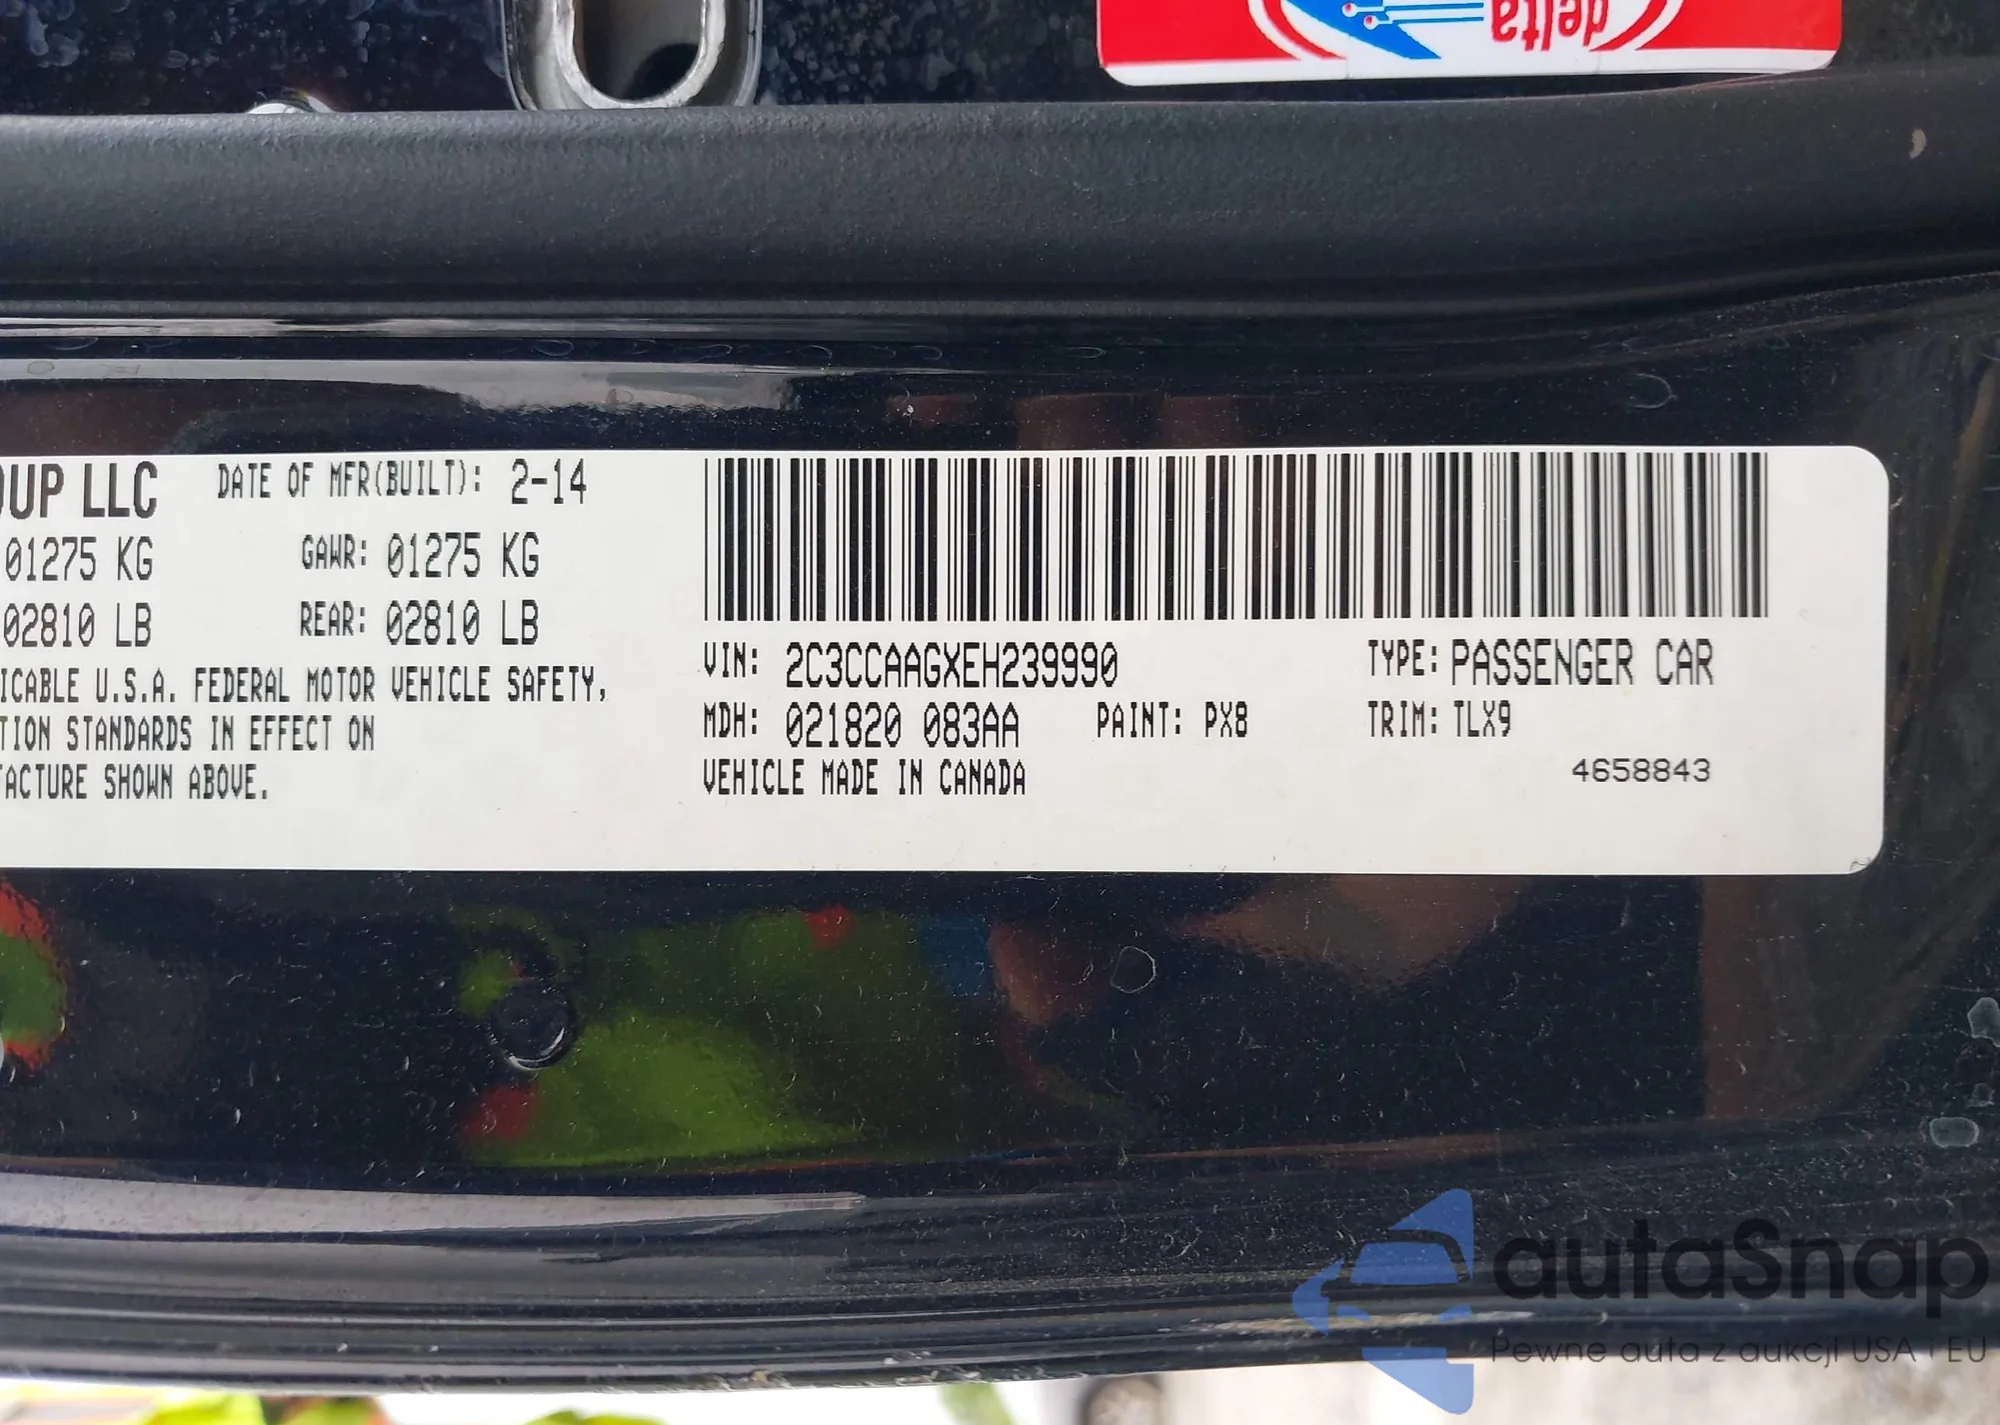 delta
OUP LLC
DATE OF MFR(BUILT): 2-14
01275 KG
GAWR: 01275 KG
02810 LB
REAR: 02810 LB
ICABLE U.S.A. FEDERAL MOTOR VEHICLE SAFETY,
TION STANDARDS IN EFFECT ON
FACTURE SHOWN ABOVE.
VIN: 2C3CCAAGXEH239990
TYPE: PASSENGER CAR
MDH: 021820 083AA
PAINT: PX8
TRIM: TLX9
VEHICLE MADE IN CANADA
4658843
autaSnap
Pewne auta z aukcji USA i EU